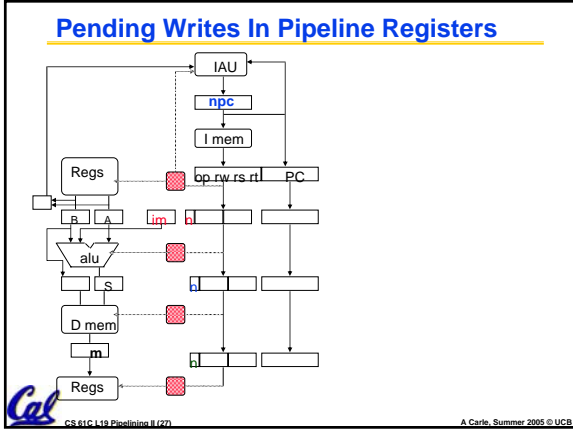 Pending Writes In Pipeline Registers
IAU
npc
I mem
Regs
op rw rs rt
PC
B
A
im
n
alu
S
n
D mem
m
n
Regs
Cal
CS 61C L19 Pipelining II (27)
A Carle, Summer 2005 © UCB